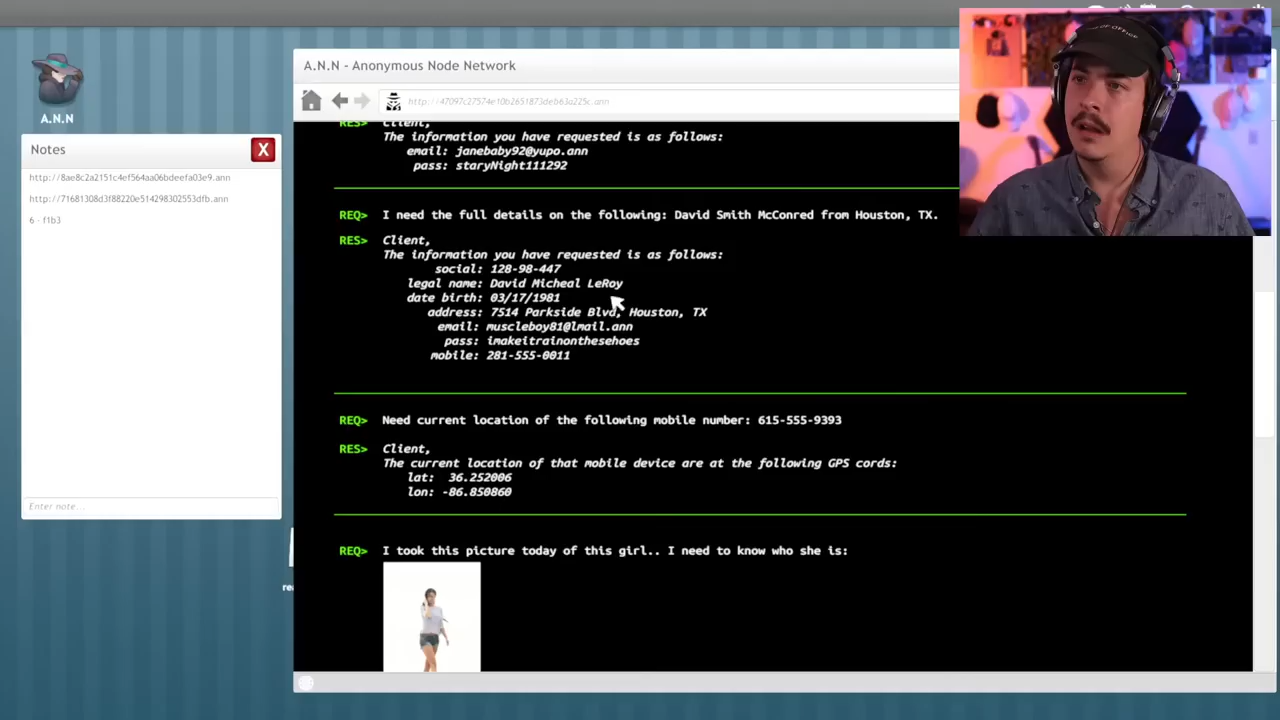 A.N.N
Notes
X
http://8ae8c2a2151c4ef564aa06bdeefa03e9.ann
http://71681308d3f88220e514298302553dfb.ann
6 - f1b3
Enter note...
A.N.N - Anonymous Node Network
http://47097c27574e10b2651873deb63a225c.ann
RES> Client,
The information you have requested is as follows:
email: janebaby92@yupo.ann
pass: staryNight111292
REQ> I need the full details on the following: David Smith McConred from Houston, TX.
RES> Client,
The information you have requested is as follows:
social: 128-98-447
legal name: David Micheal LeRoy
date birth: 03/17/1981
address: 7514 Parkside Blvd, Houston, TX
email: muscleboy81@lmail.ann
pass: imakeitrainonthesehoes
mobile: 281-555-0011
REQ> Need current location of the following mobile number: 615-555-9393
RES> Client,
The current location of that mobile device are at the following GPS cords:
lat: 36.252006
lon: -86.850860
REQ> I took this picture today of this girl.. I need to know who she is: